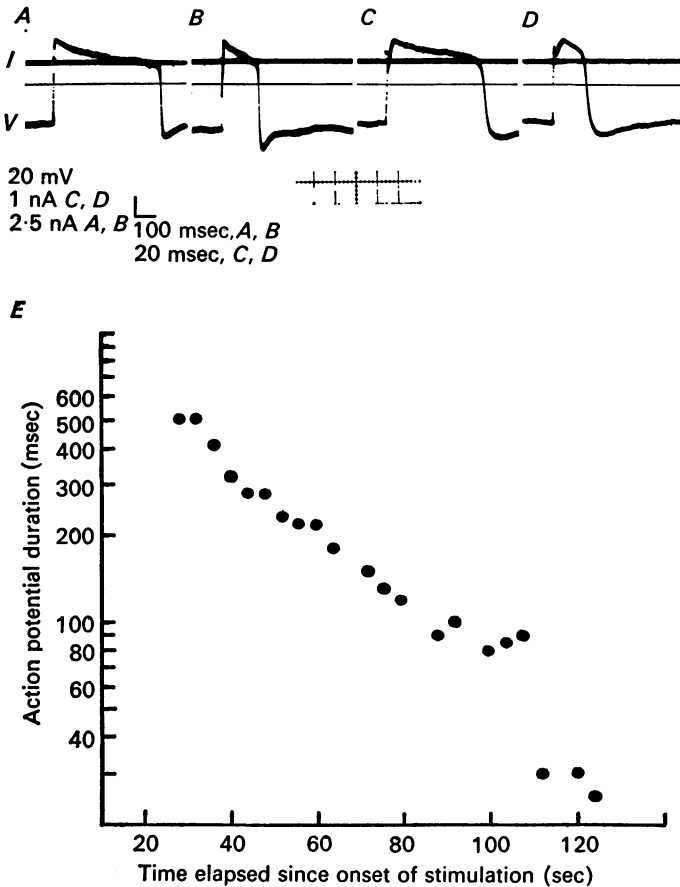 A B C D
I
V
20 mV
1 nA C, D
2·5 nA A, B
100 msec, A, B
20 msec, C, D
E
Action potential duration (msec)
600
500
400
300
200
100
80
60
40
20 40 60 80 100 120
Time elapsed since onset of stimulation (sec)